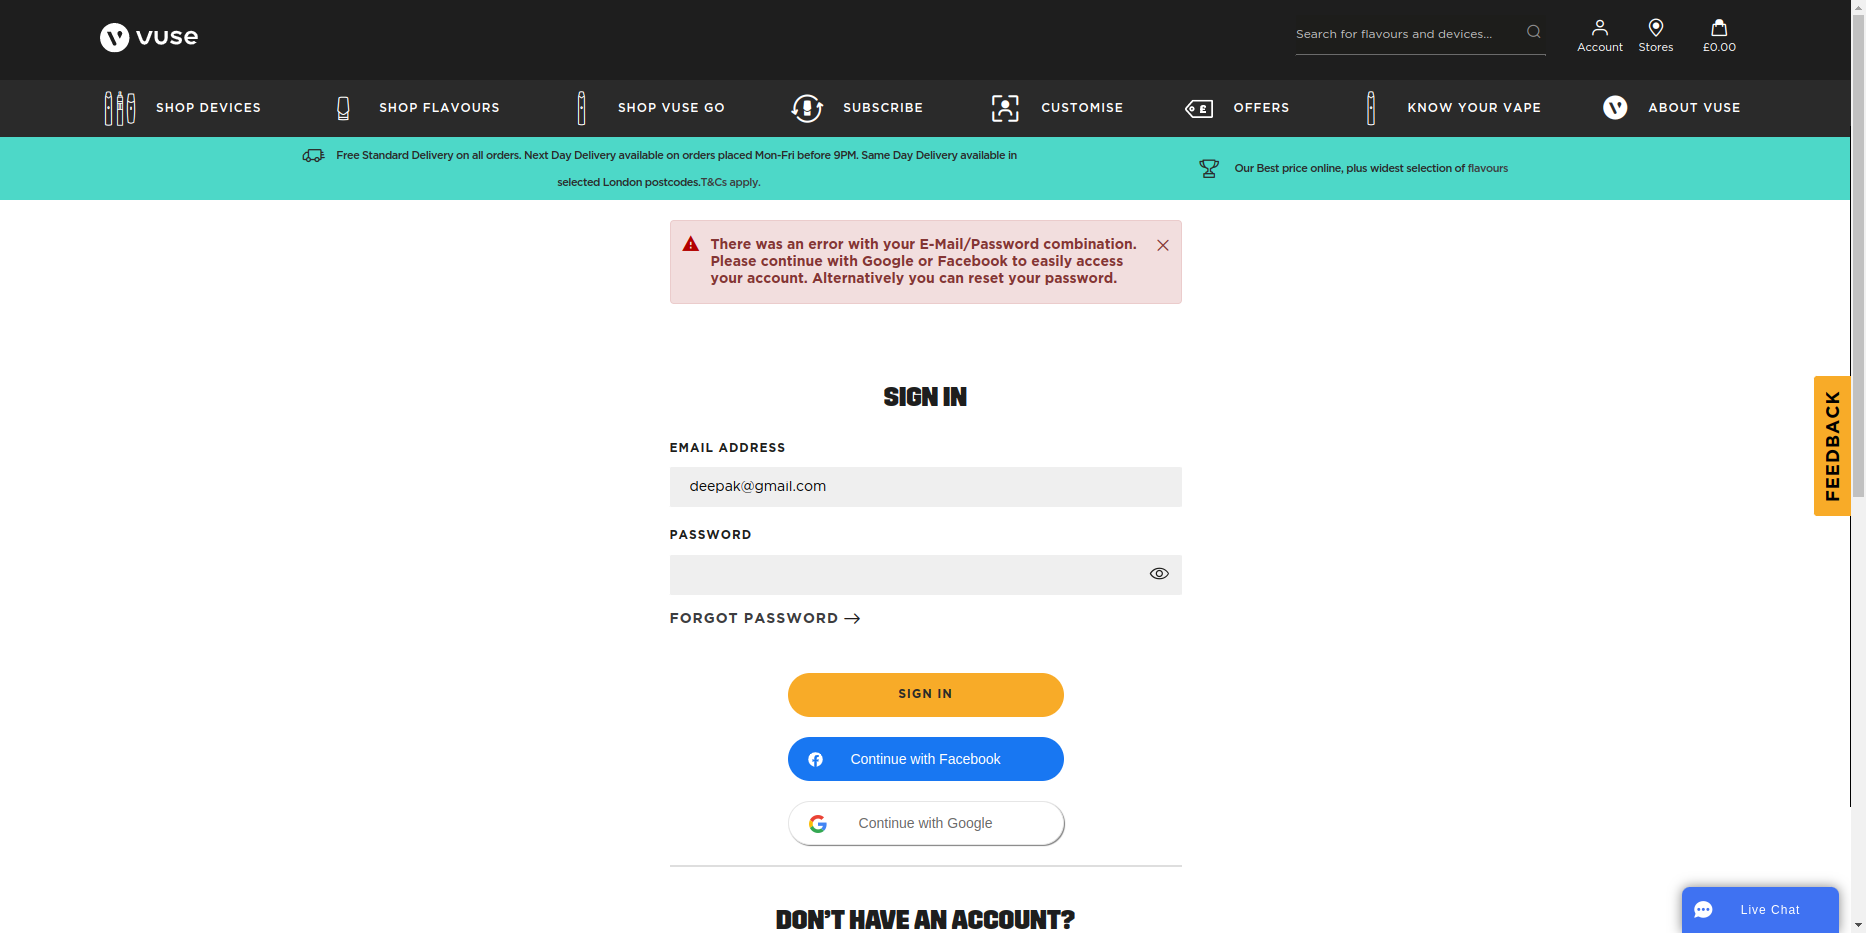 vuse
Search for flavours and devices...
Account
Stores
£0.00
SHOP DEVICES
SHOP FLAVOURS
SHOP VUSE GO
SUBSCRIBE
CUSTOMISE
OFFERS
KNOW YOUR VAPE
ABOUT VUSE
Free Standard Delivery on all orders. Next Day Delivery available on orders placed Mon-Fri before 9PM. Same Day Delivery available in
selected London postcodes.T&Cs apply.
Our Best price online, plus widest selection of flavours
There was an error with your E-Mail/Password combination.
Please continue with Google or Facebook to easily access
your account. Alternatively you can reset your password.
SIGN IN
EMAIL ADDRESS
deepak@gmail.com
PASSWORD
FORGOT PASSWORD
SIGN IN
Continue with Facebook
Continue with Google
DON'T HAVE AN ACCOUNT?
FEEDBACK
Live Chat